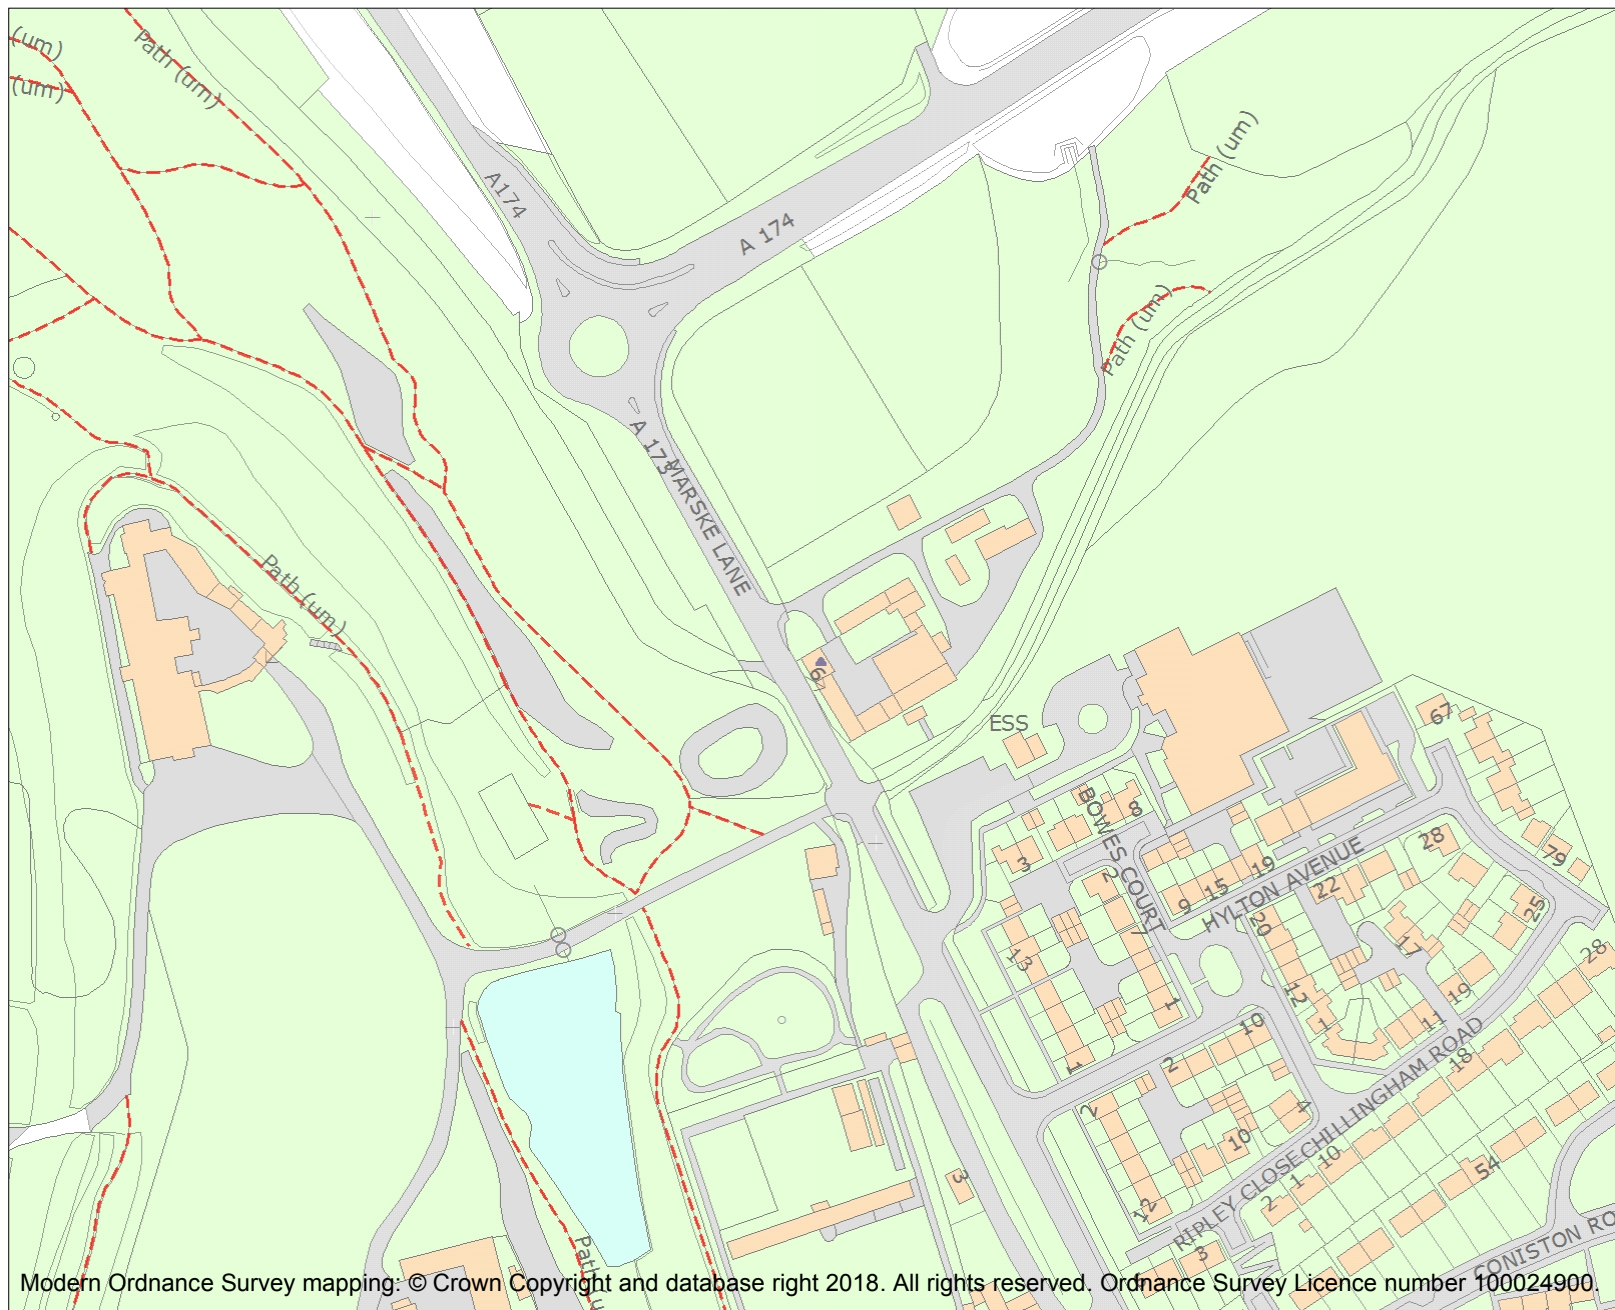 (um)
(um)
Path (um)
A174
A 174
Path (um)
Path (um)
A 173
MARSKE LANE
Path (um)
6
ESS
67
BOWES COURT
8
3
2
7
13
1
1
HYLTON AVENUE
9
15
19
28
22
20
79
25
17
12
1
19
11
28
10
2
CHILLINGHAM ROAD
18
2
4
10
12
RIPLEY CLOSE
10
1
2
54
3
3
CONISTON RO
Path (u
Modern Ordnance Survey mapping: © Crown Copyright and database right 2018. All rights reserved. Ordnance Survey Licence number 100024900.